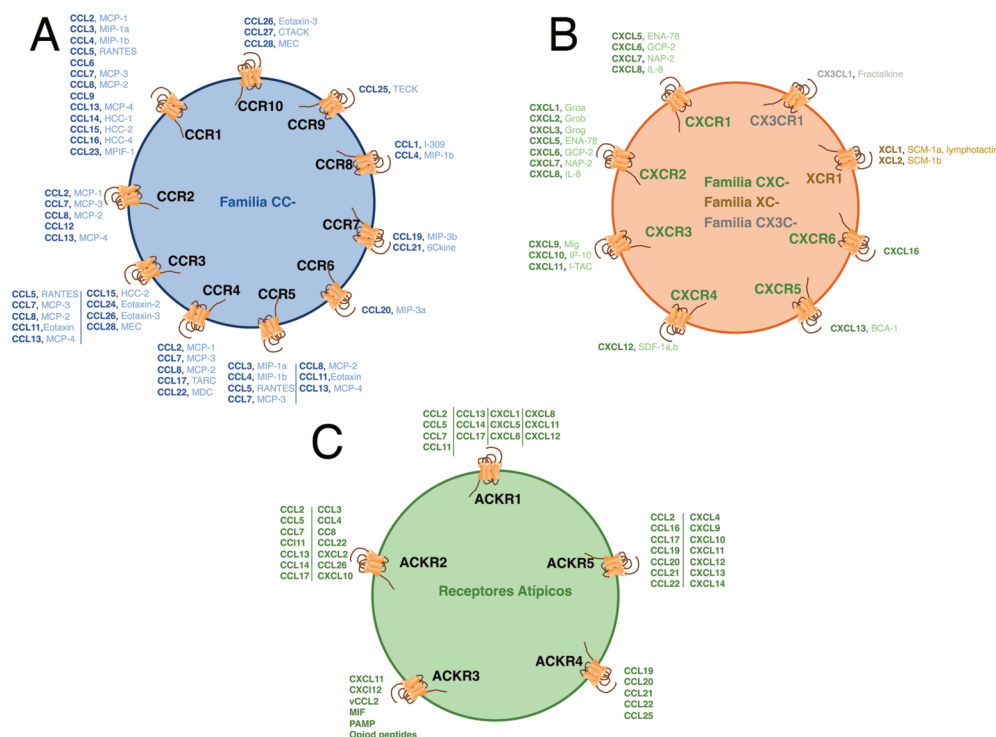 A
CCL2, MCP-1
CCL3, MIP-1a
CCL4, MIP-1b
CCL5, RANTES
CCL6
CCL7, MCP-3
CCL8, MCP-2
CCL9
CCL13, MCP-4
CCL14, HCC-1
CCL15, HCC-2
CCL16, HCC-4
CCL23, MPIF-1
CCR1
CCL26, Eotaxin-3
CCL27, CTACK
CCL28, MEC
CCR10
CCL25, TECK
CCR9
CCL1, I-309
CCL4, MIP-1b
CCR8
CCL2, MCP-1
CCL7, MCP-3
CCL8, MCP-2
CCL12
CCL13, MCP-4
CCR2
Familia CC-
CCR7
CCL19, MIP-3b
CCL21, 6Ckine
CCR3
CCL5, RANTES
CCL7, MCP-3
CCL8, MCP-2
CCL11,Eotaxin
CCL13, MCP-4
CCL15, HCC-2
CCL24, Eotaxin-2
CCL26, Eotaxin-3
CCL28, MEC
CCR4
CCL2, MCP-1
CCL7, MCP-3
CCL8, MCP-2
CCL17, TARC
CCL22, MDC
CCR5
CCL3, MIP-1a
CCL4, MIP-1b
CCL5, RANTES
CCL7, MCP-3
CCL8, MCP-2
CCL11,Eotaxin
CCL13, MCP-4
CCR6
CCL20, MIP-3a
B
CXCL5, ENA-78
CXCL6, GCP-2
CXCL7, NAP-2
CXCL8, IL-8
CXCR1
CX3CL1, Fractalkine
CX3CR1
CXCL1, Groa
CXCL2, Grob
CXCL3, Grog
CXCL5, ENA-78
CXCL6, GCP-2
CXCL7, NAP-2
CXCL8, IL-8
CXCR2
XCL1, SCM-1a, lymphotactin
XCL2, SCM-1b
XCR1
Familia CXC-
Familia XC-
Familia CX3C-
CXCR3
CXCL9, Mig
CXCL10, IP-10
CXCL11, I-TAC
CXCR6
CXCL16
CXCR4
CXCL12, SDF-1a,b
CXCR5
CXCL13, BCA-1
C
CCL2
CCL5
CCL7
CCL11
CCL13
CCL14
CCL17
CXCL1
CXCL5
CXCL6
CXCL8
CXCL11
CXCL12
ACKR1
CCL2
CCL5
CCL7
CCl11
CCL13
CCL14
CCL17
CCL3
CCL4
CC8
CCL22
CXCL2
CCL26
CXCL10
ACKR2
ACKR5
CCL2
CCL16
CCL17
CCL19
CCL20
CCL21
CCL22
CXCL4
CXCL9
CXCL10
CXCL11
CXCL12
CXCL13
CXCL14
Receptores Atípicos
ACKR3
CXCL11
CXCl12
vCCL2
MIF
PAMP
Opiod peptides
ACKR4
CCL19
CCL20
CCL21
CCL22
CCL25